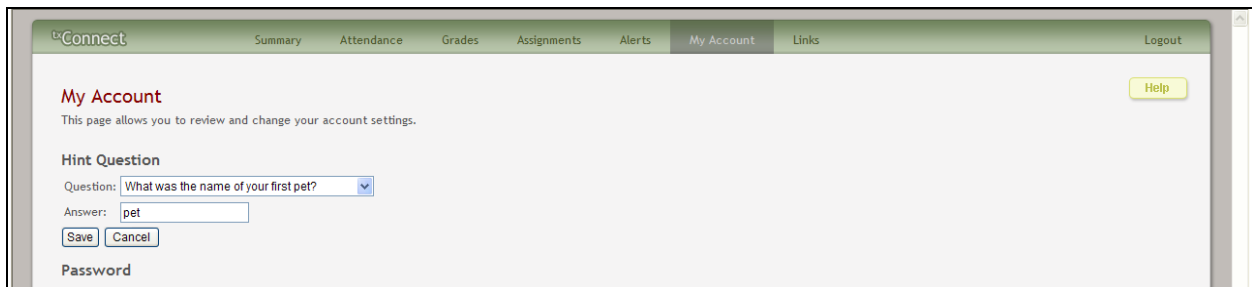 txConnect Summary Attendance Grades Assignments Alerts My Account Links Logout
Help
My Account
This page allows you to review and change your account settings.
Hint Question
Question: What was the name of your first pet?
Answer: pet
Save Cancel
Password